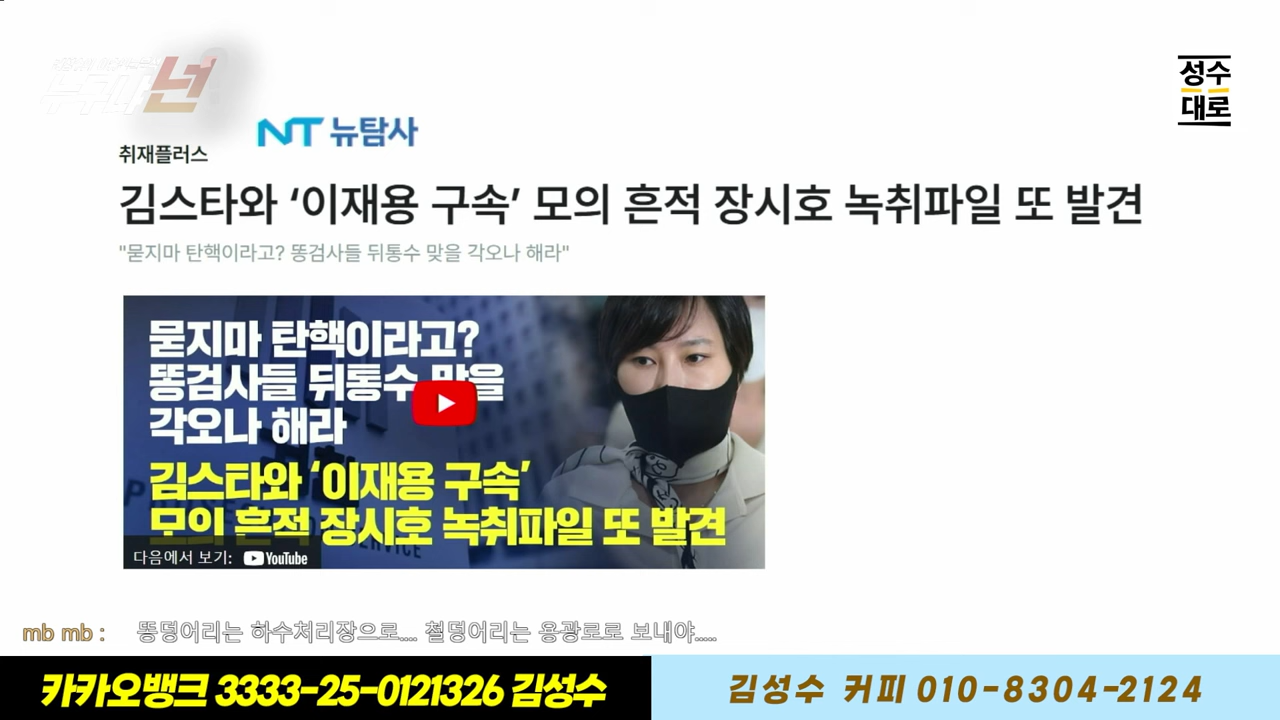 년
성수
대로
NT 뉴탐사
취재플러스
김스타와 ‘이재용 구속’ 모의 흔적 장시호 녹취파일 또 발견
"묻지마 탄핵이라고? 똥검사들 뒤통수 맞을 각오나 해라"
묻지마 탄핵이라고?
똥검사들 뒤통수 맞을
각오나 해라
김스타와 ‘이재용 구속’
모의 흔적 장시호 녹취파일 또 발견
다음에서 보기: YouTube
mb mb : 똥덩어리는 하수처리장으로.... 철덩어리는 용광로로 보내야.....
카카오뱅크 3333-25-0121326 김성수
김성수 커피 010-8304-2124